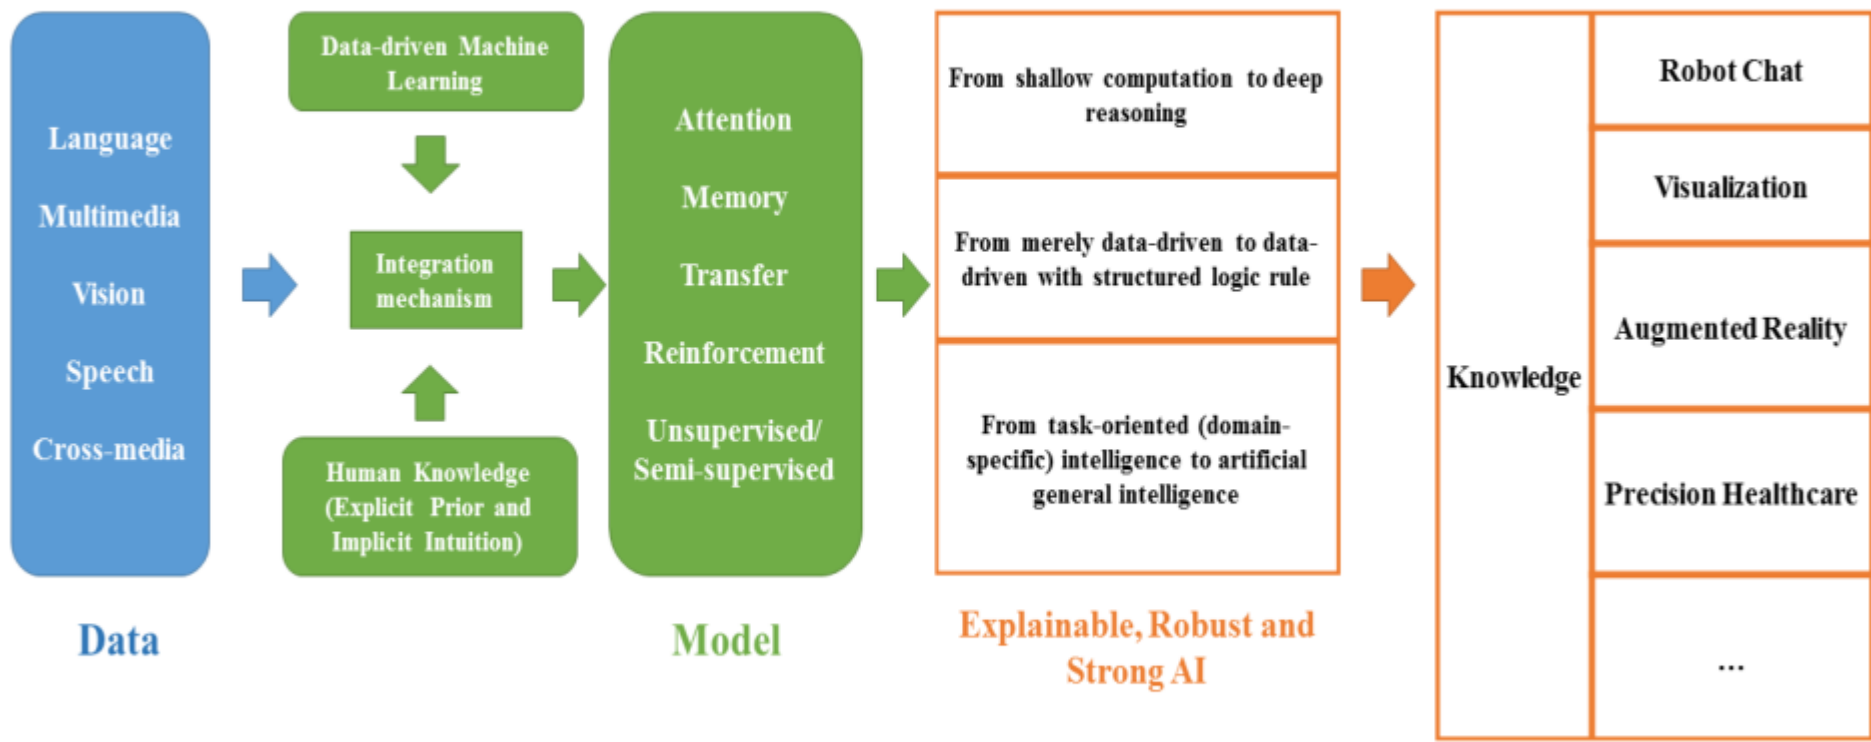 Language
Multimedia
Vision
Speech
Cross-media
Data
Data-driven Machine
Learning
Integration
mechanism
Human Knowledge
(Explicit Prior and
Implicit Intuition)
Attention
Memory
Transfer
Reinforcement
Unsupervised/
Semi-supervised
Model
From shallow computation to deep
reasoning
From merely data-driven to data-
driven with structured logic rule
From task-oriented (domain-
specific) intelligence to artificial
general intelligence
Explainable, Robust and
Strong AI
Knowledge
Robot Chat
Visualization
Augmented Reality
Precision Healthcare
...